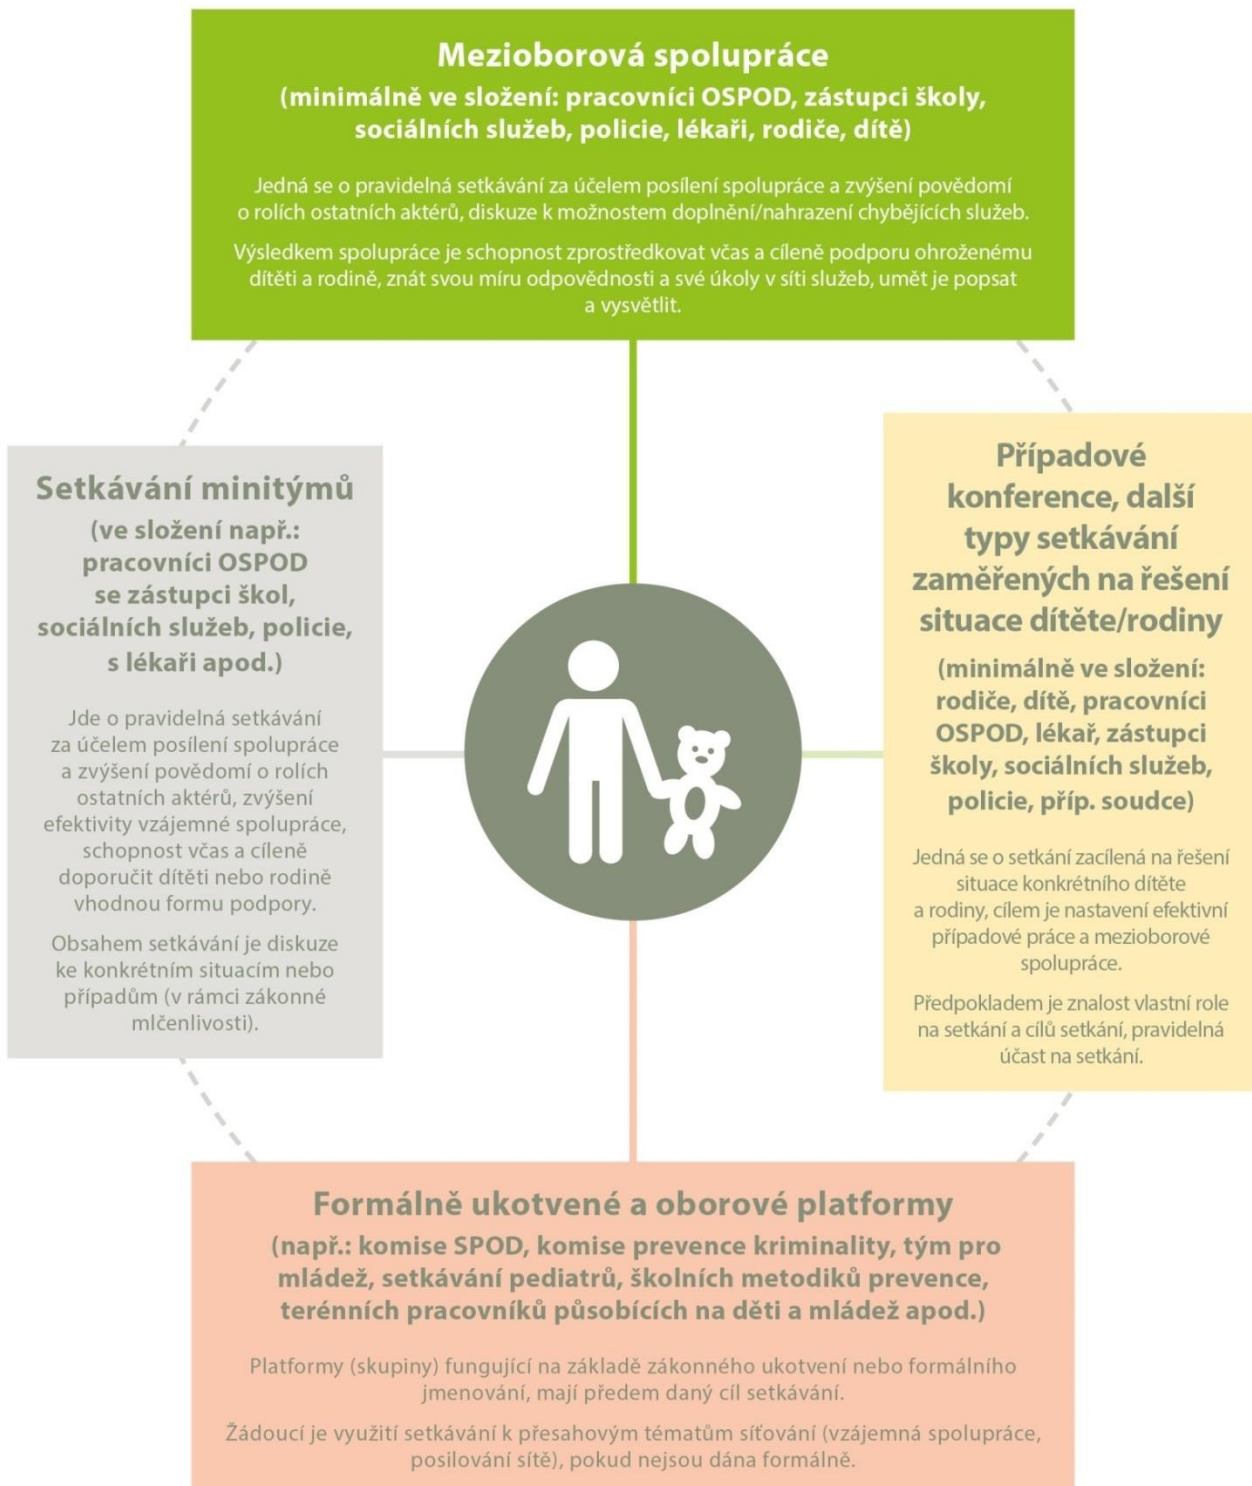 Mezioborová spolupráce
(minimálně ve složení: pracovníci OSPOD, zástupci školy,
sociálních služeb, policie, lékaři, rodiče, dítě)
Jedná se o pravidelná setkávání za účelem posílení spolupráce a zvýšení povědomí
o rolích ostatních aktérů, diskuze k možnostem doplnění/nahrazení chybějících služeb.
Výsledkem spolupráce je schopnost zprostředkovat včas a cíleně podporu ohroženému
dítěti a rodině, znát svou míru odpovědnosti a své úkoly v síti služeb, umět je popsat
a vysvětlit.
Setkávání minitýmů
(ve složení např.:
pracovníci OSPOD
se zástupci škol,
sociálních služeb, policie,
s lékaři apod.)
Jde o pravidelná setkávání
za účelem posílení spolupráce
a zvýšení povědomí o rolích
ostatních aktérů, zvýšení
efektivity vzájemné spolupráce,
schopnost včas a cíleně
doporučit dítěti nebo rodině
vhodnou formu podpory.
Obsahem setkávání je diskuze
ke konkrétním situacím nebo
případům (v rámci zákonné
mlčenlivosti).
Případové
konference, další
typy setkávání
zaměřených na řešení
situace dítěte/rodiny
(minimálně ve složení:
rodiče, dítě, pracovníci
OSPOD, lékař, zástupci
školy, sociálních služeb,
policie, příp. soudce)
Jedná se o setkání zacílená na řešení
situace konkrétního dítěte
a rodiny, cílem je nastavení efektivní
případové práce a mezioborové
spolupráce.
Předpokladem je znalost vlastní role
na setkání a cílů setkání, pravidelná
účast na setkání.
Formálně ukotvené a oborové platformy
(např.: komise SPOD, komise prevence kriminality, tým pro
mládež, setkávání pediatrů, školních metodiků prevence,
terénních pracovníků působících na děti a mládež apod.)
Platformy (skupiny) fungující na základě zákonného ukotvení nebo formálního
jmenování, mají předem daný cíl setkávání.
Žádoucí je využití setkávání k přesahovým tématům síťování (vzájemná spolupráce,
posilování sítě), pokud nejsou dána formálně.